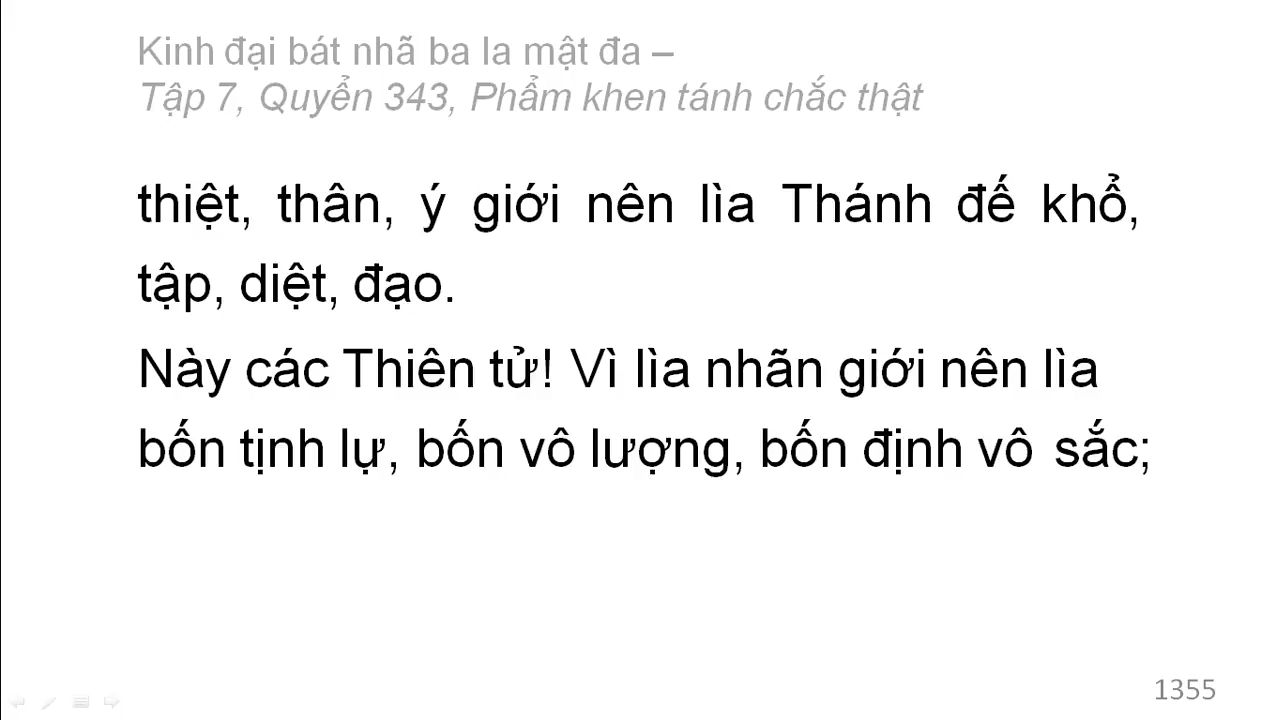 Kinh đại bát nhã ba la mật đa –
Tập 7, Quyển 343, Phẩm khen tánh chắc thật
thiệt, thân, ý giới nên lìa Thánh đế khổ,
tập, diệt, đạo.
Này các Thiên tử! Vì lìa nhãn giới nên lìa
bốn tịnh lự, bốn vô lượng, bốn định vô sắc;
1355